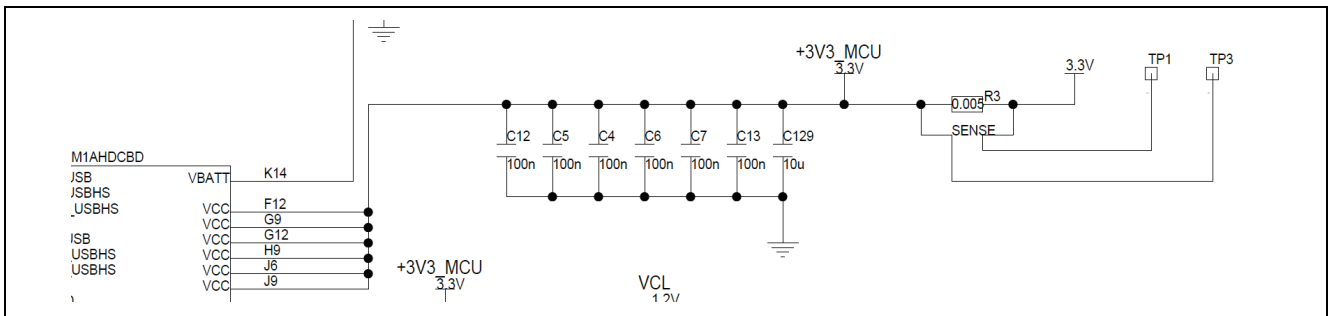 +3V3_MCU
3.3V
3.3V
TP1
TP3
0.005
R3
SENSE
C12
C5
C4
C6
C7
C13
C129
100n
100n
100n
100n
100n
100n
10u
M1AHDCBD
JSB
VBATT
K14
JSBHS
_USBHS
VCC
F12
VCC
G9
ISB
VCC
G12
USBHS
VCC
H9
USBHS
VCC
J6
VCC
J9
+3V3_MCU
3.3V
VCL
1.2V